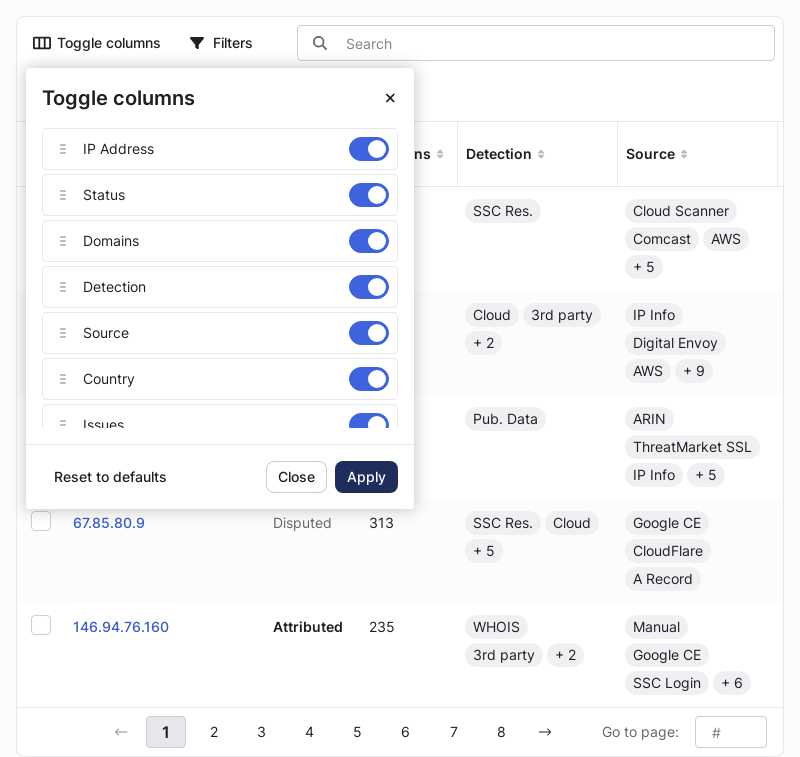 Toggle columns
Filters
Search
Toggle columns
IP Address
Status
Domains
Detection
Source
Country
Issues
Reset to defaults
Close
Apply
ns
Detection
Source
SSC Res.
Cloud Scanner
Comcast AWS
+ 5
Cloud 3rd party
+ 2
IP Info
Digital Envoy
AWS + 9
Pub. Data
ARIN
ThreatMarket SSL
IP Info + 5
67.85.80.9
Disputed
313
SSC Res. Cloud
+ 5
Google CE
CloudFlare
A Record
146.94.76.160
Attributed
235
WHOIS
3rd party + 2
Manual
Google CE
SSC Login + 6
← 1 2 3 4 5 6 7 8 →
Go to page: #